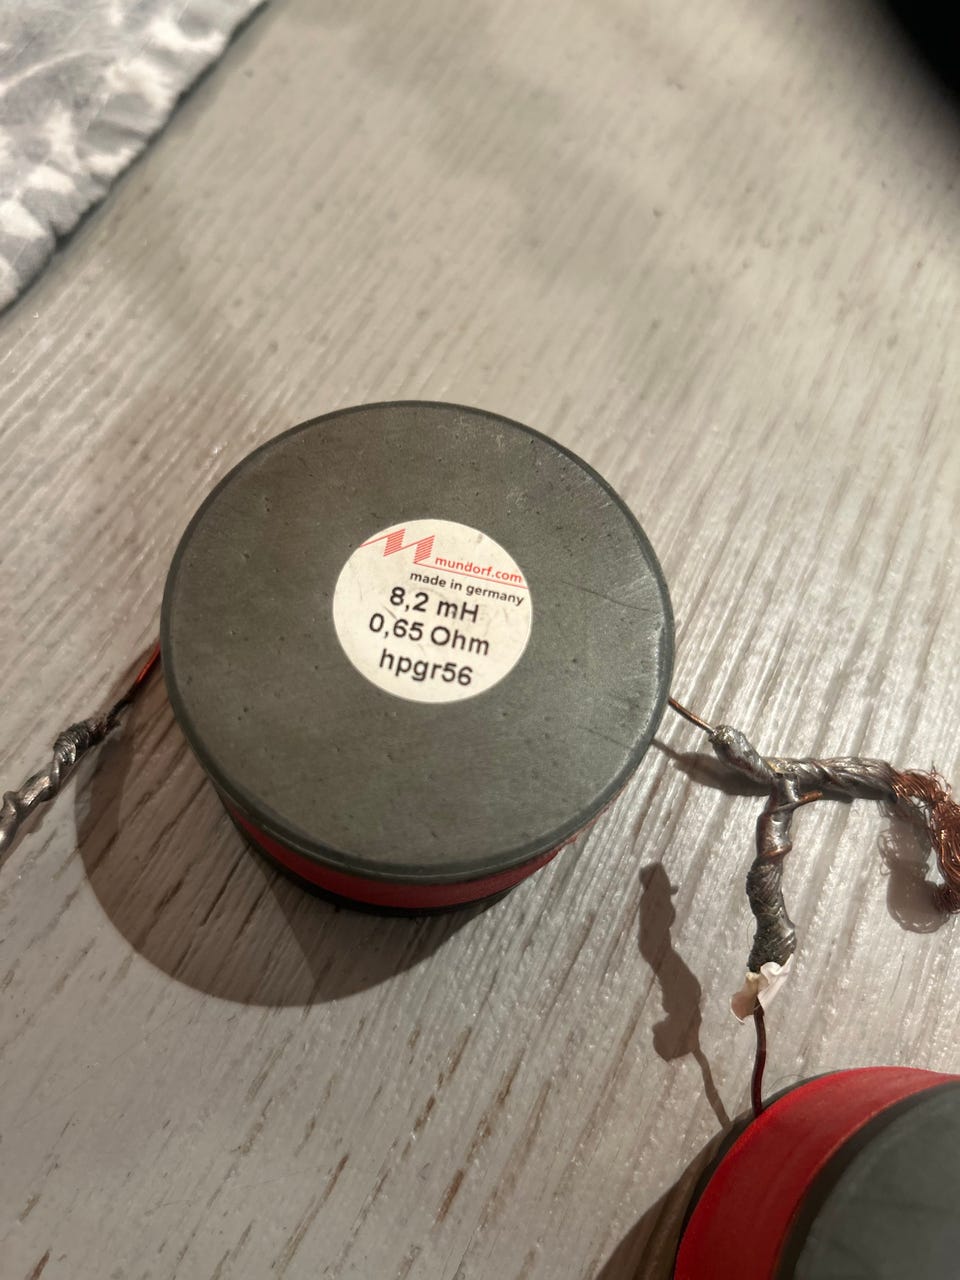 mundorf.com
made in germany
8,2 mH
0,65 Ohm
hpgr56